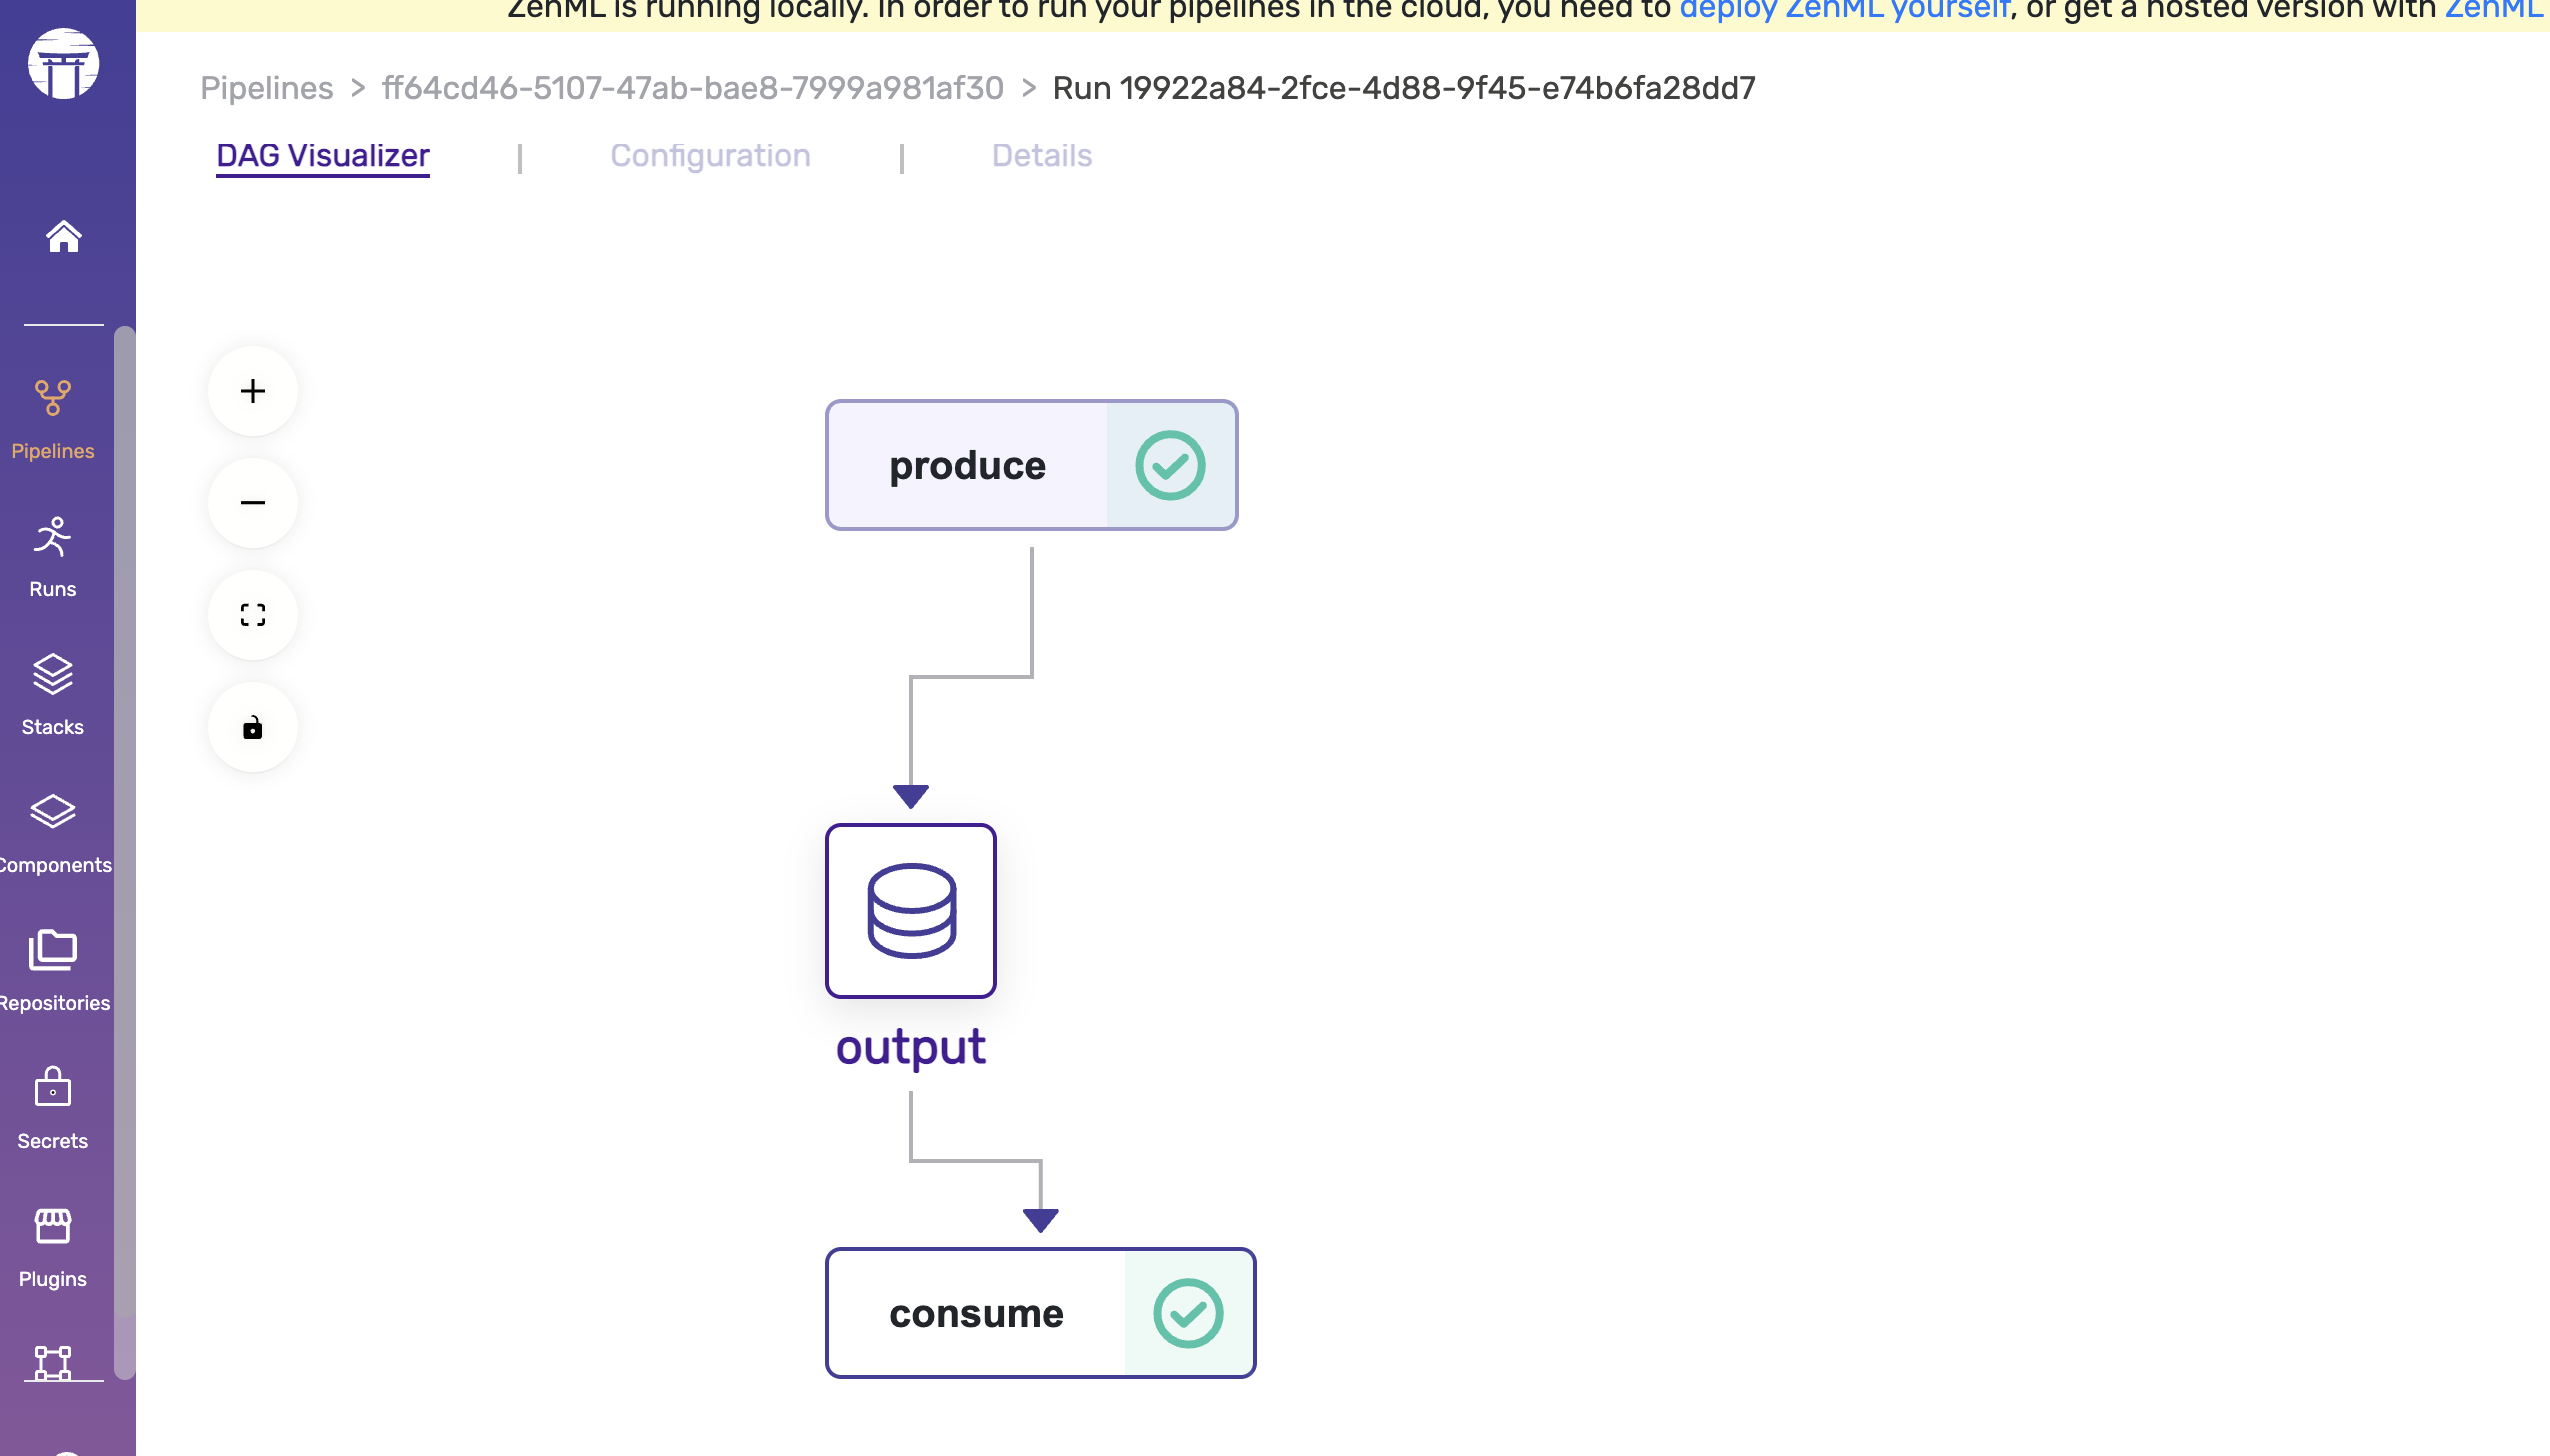 ZenML is running locally. In order to run your pipelines in the cloud, you need to deploy ZenML yourself, or get a hosted version with ZenML
Pipelines > ff64cd46-5107-47ab-bae8-7999a981af30 > Run 19922a84-2fce-4d88-9f45-e74b6fa28dd7
DAG Visualizer | Configuration | Details
Pipelines
Runs
Stacks
Components
Repositories
Secrets
Plugins
produce
output
consume